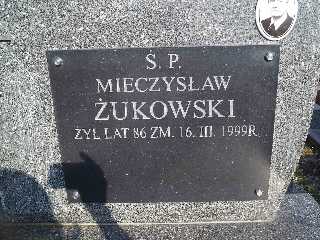 Ś. P.
MIECZYSŁAW
ŻUKOWSKI
ŻYŁ LAT 86 ZM. 16. III. 1999R.